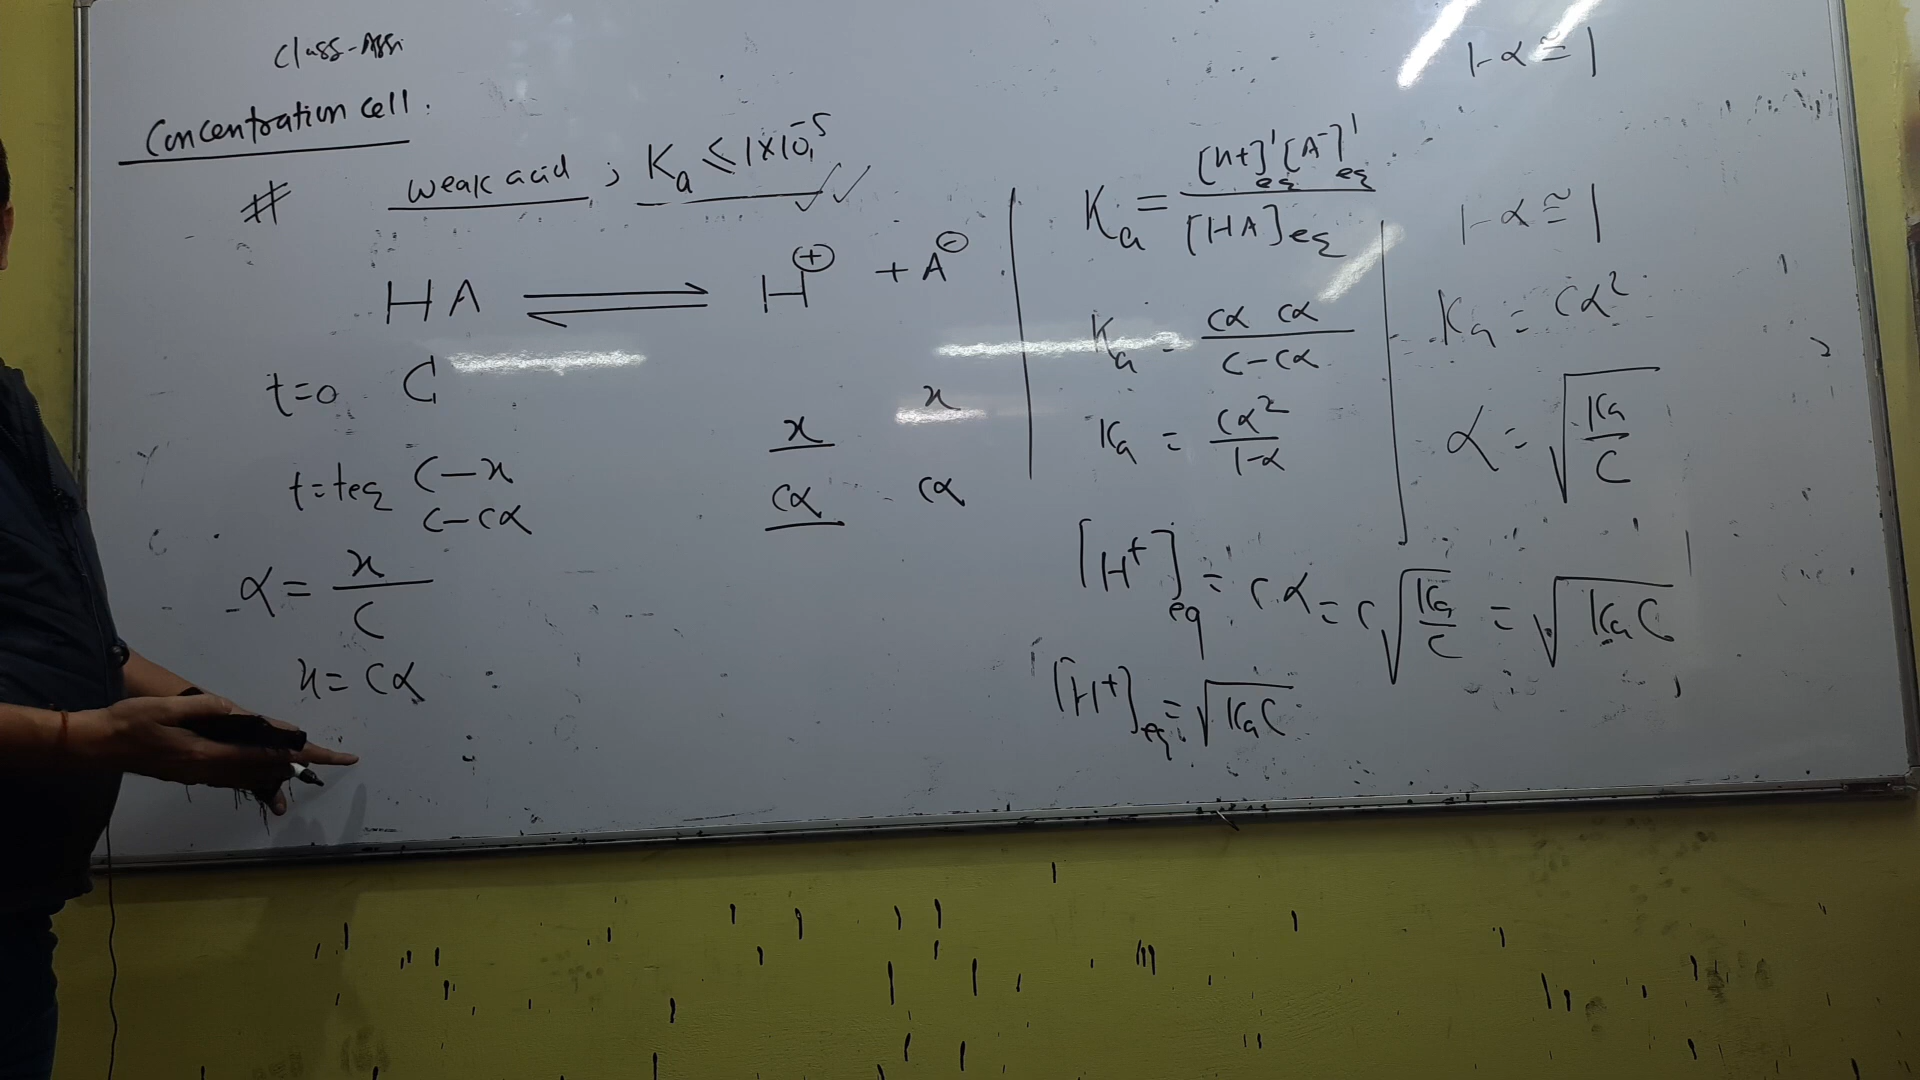 Class-Assi
Concentration cell.
# weak acid ; Ka ≤ 1×10⁻⁵ ✓✓
HA ⇌ H⊕ + A⊖
t=0 C
x x
t=teq C-x
C-Cα Cα Cα
α = x/C
x = Cα
Ka = [H+]¹eq [A⁻]¹eq / [HA]eq
Ka = Cα Cα / C-Cα
Ka = Cα² / 1-α
1-α ≅ 1
1-α ≅ 1
Ka = Cα²
α = √(Ka/C)
[H+]eq = C.α = C√(Ka/C) = √(KaC)
[H+]eq = √(KaC)